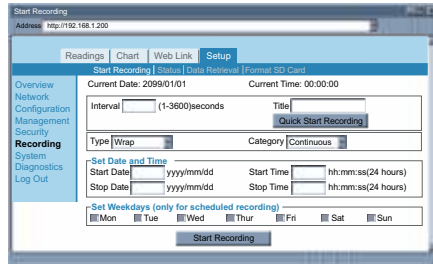 Start Recording
Address http://192.168.1.200
Readings Chart Web Link Setup
Start Recording Status Data Retrieval Format SD Card
Overview
Network
Configuration
Management
Security
Recording
System
Diagnostics
Log Out
Current Date: 2099/01/01 Current Time: 00:00:00
Interval (1-3600)seconds Title
Quick Start Recording
Type Wrap Category Continuous
Set Date and Time
Start Date yyyy/mm/dd Start Time hh:mm:ss(24 hours)
Stop Date yyyy/mm/dd Stop Time hh:mm:ss(24 hours)
Set Weekdays (only for scheduled recording)
Mon Tue Wed Thur Fri Sat Sun
Start Recording